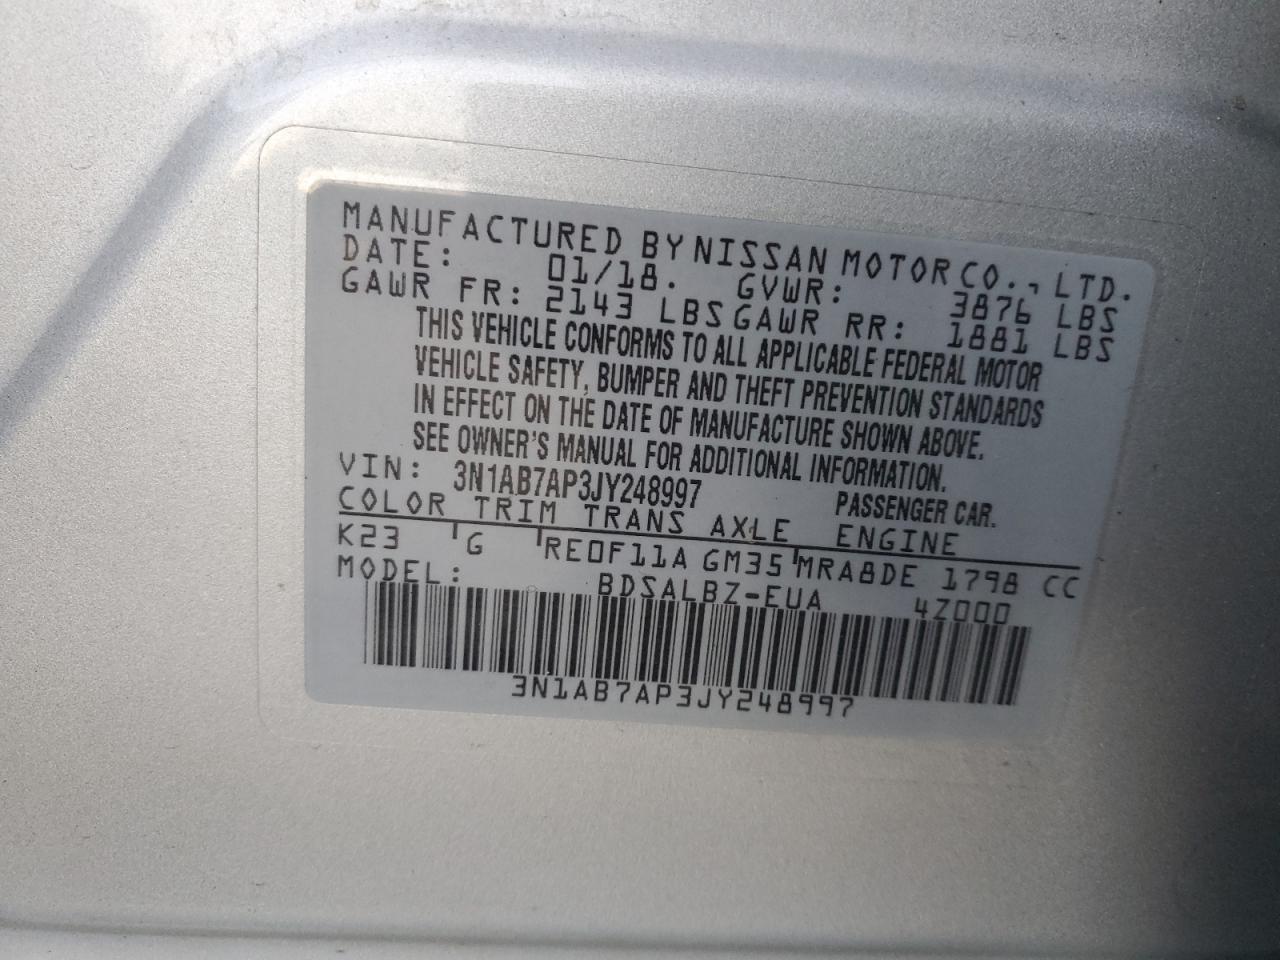 MANUFACTURED BY NISSAN MOTOR CO., LTD.
DATE: 01/18. GVWR: 3876 LBS
GAWR FR: 2143 LBS GAWR RR: 1881 LBS
THIS VEHICLE CONFORMS TO ALL APPLICABLE FEDERAL MOTOR
VEHICLE SAFETY, BUMPER AND THEFT PREVENTION STANDARDS
IN EFFECT ON THE DATE OF MANUFACTURE SHOWN ABOVE.
SEE OWNER'S MANUAL FOR ADDITIONAL INFORMATION.
VIN: 3N1AB7AP3JY248997 PASSENGER CAR.
COLOR TRIM TRANS AXLE ENGINE
K23 G RE0F11A GM35 MRA8DE 1798 CC
MODEL: BDSALBZ-EUA 4Z000
3N1AB7AP3JY248997